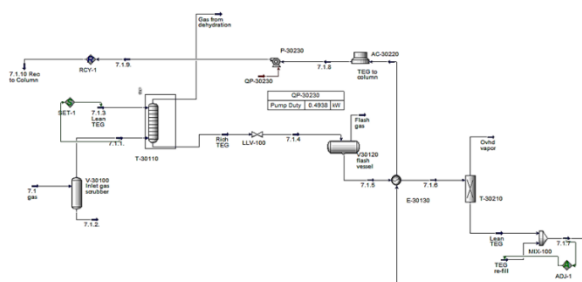 Gas from
dehydration
P-30230
AC-30220
RCY-1
7.1.9.
7.1.8
7.1.10 Rec
to Column
QP-30230
TEG to
column
QP-30230
Pump Duty 0.4938 kW
SET-1
7.1.3
Lean
TEG
7.1.1.
Flash
gas
Ovhd
vapor
Rich
TEG
LLV-100
7.1.4
V30120
flash
vessel
T-30110
V-30100
Inlet gas
scrubber
7.1
gas
7.1.2.
7.1.5
7.1.6
E-30130
T-30210
Lean
TEG
MIX-100
7.1.7
TEG
re-fill
ADJ-1